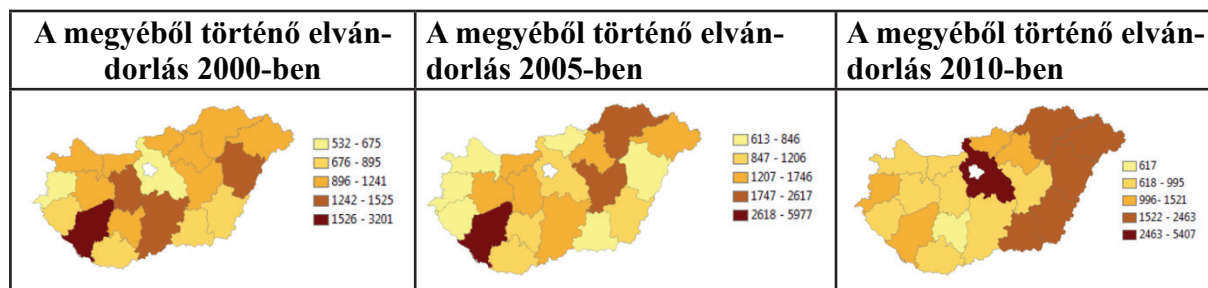 A megyéből történő elván-
dorlás 2000-ben
A megyéből történő elván-
dorlás 2005-ben
A megyéből történő elván-
dorlás 2010-ben
532 - 675
676 - 895
896 - 1241
1242 - 1525
1526 - 3201
613 - 846
847 - 1206
1207 - 1746
1747 - 2617
2618 - 5977
617
618 - 995
996- 1521
1522 - 2463
2463 - 5407